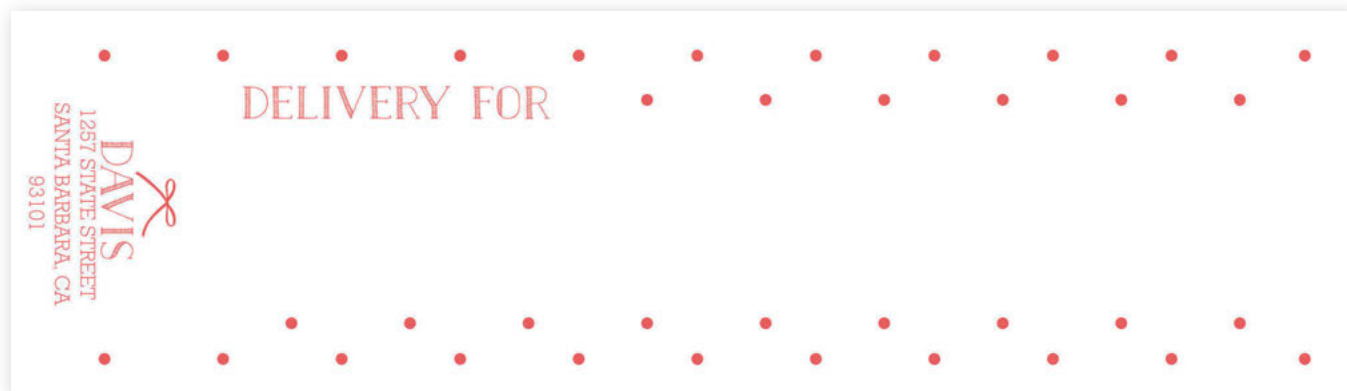 DELIVERY FOR
DAVIS
1257 STATE STREET
SANTA BARBARA, CA
93101